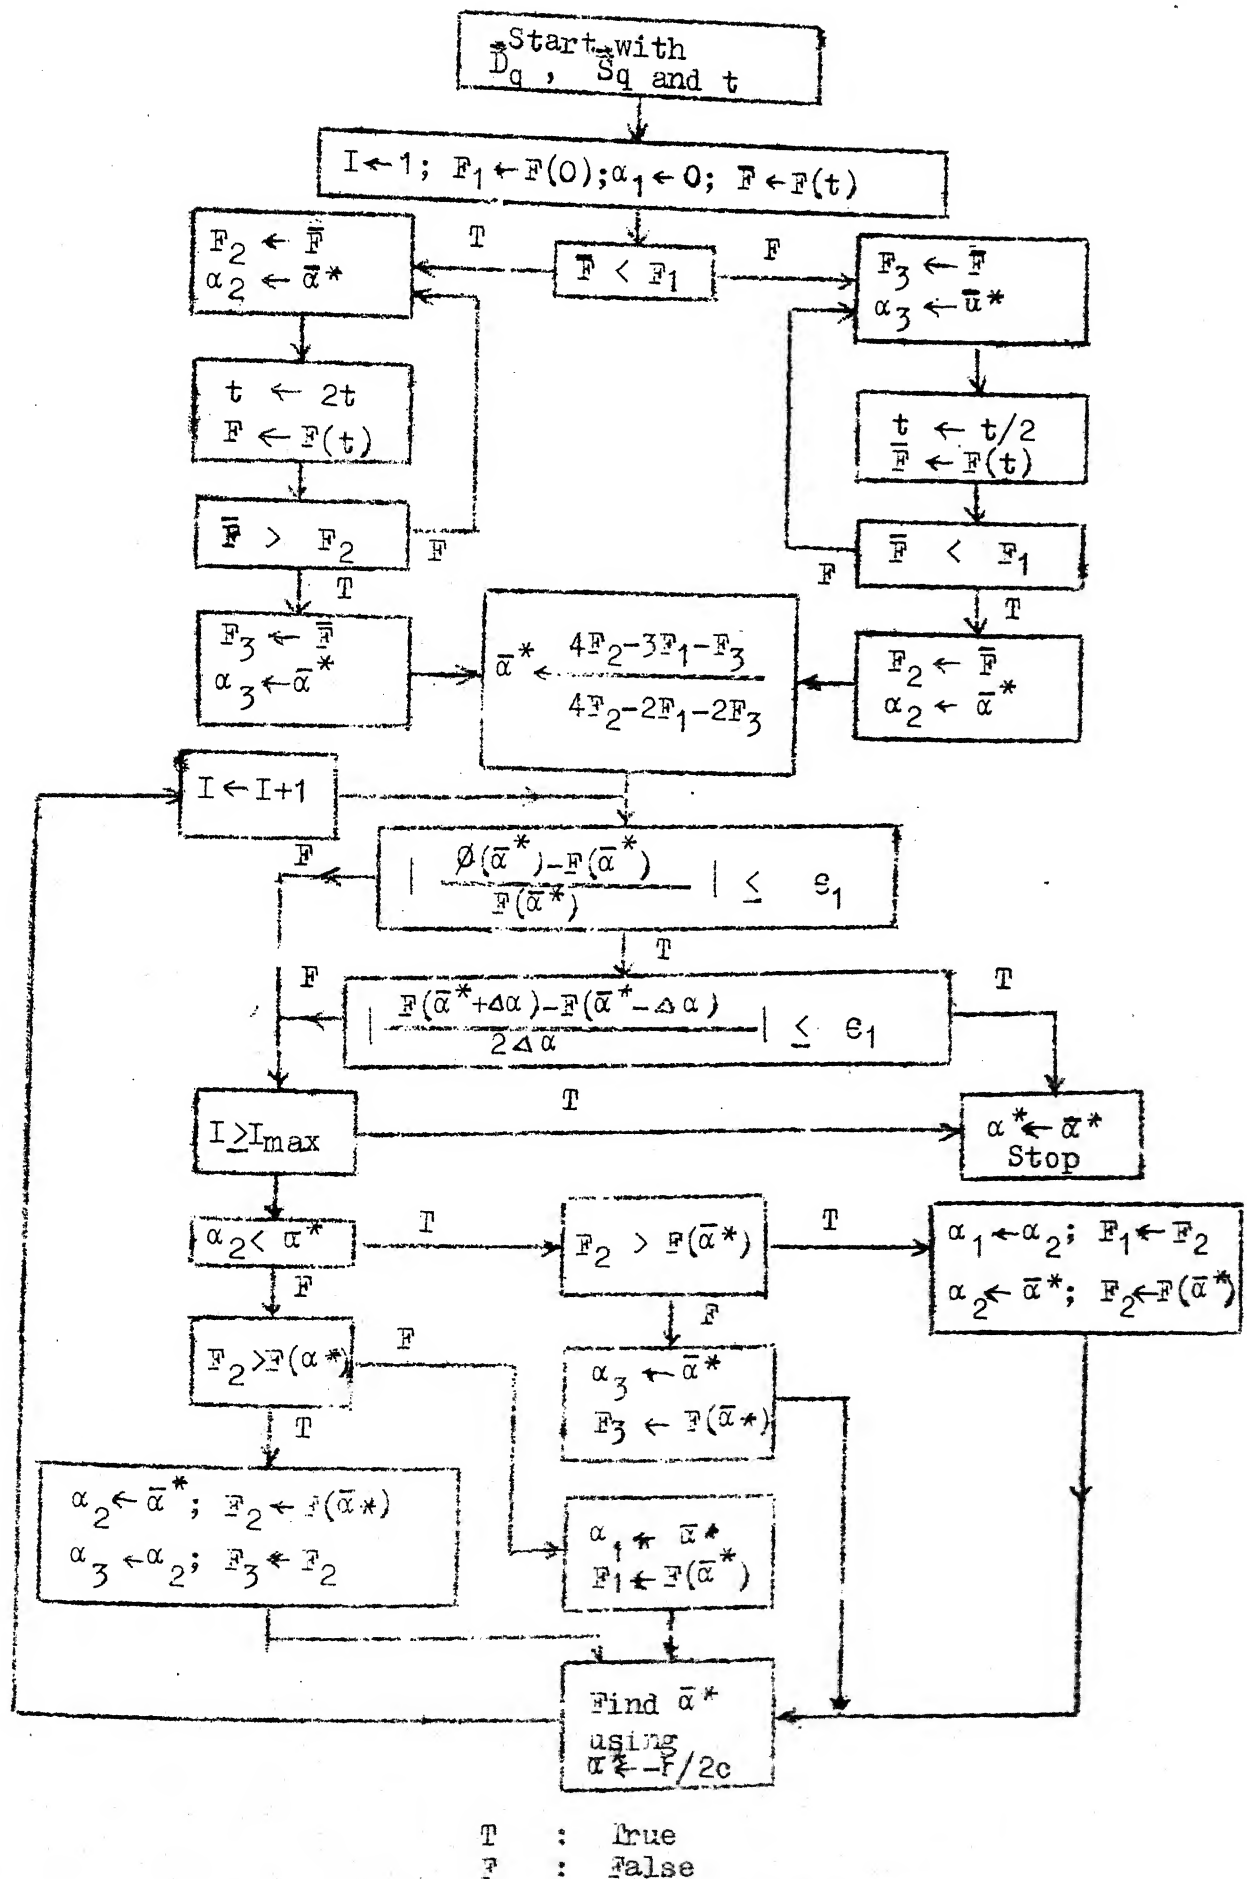 Start with
D̄q , S̄q and t
I ← 1; F₁ ← F(0); α₁ ← 0; F̄ ← F(t)
T
F̄ < F₁
F
F₂ ← F̄
α₂ ← ᾱ*
F₃ ← F̄
α₃ ← ū*
t ← 2t
F ← F(t)
t ← t/2
F̄ ← F(t)
F̄ > F₂
F
T
F̄ < F₁
F
T
F₃ ← F̄
α₃ ← ᾱ*
ᾱ* ← 4F₂-3F₁-F₃
4F₂-2F₁-2F₃
F₂ ← F̄
α₂ ← ᾱ*
I ← I+1
F
| Ø(ᾱ*)-F(ᾱ*)
F(ᾱ*) | ≤ ε₁
T
F
| F(ᾱ*+Δα)-F(ᾱ*-Δα)
2Δα | ≤ ε₁
T
I ≥ Imax
T
α* ← ᾱ*
Stop
α₂ < ᾱ*
T
F
F₂ > F(ᾱ*)
T
F
α₁ ← α₂; F₁ ← F₂
α₂ ← ᾱ*; F₂ ← F(ᾱ*)
F₂ > F(α*)
F
T
α₃ ← ᾱ*
F₃ ← F(ᾱ*)
α₂ ← ᾱ*; F₂ ← F(ᾱ*)
α₃ ← α₂; F₃ ← F₂
α₁ ← ᾱ*
F₁ ← F(ᾱ*)
Find ᾱ*
using
ᾱ* ← -b/2c
T : True
F : False